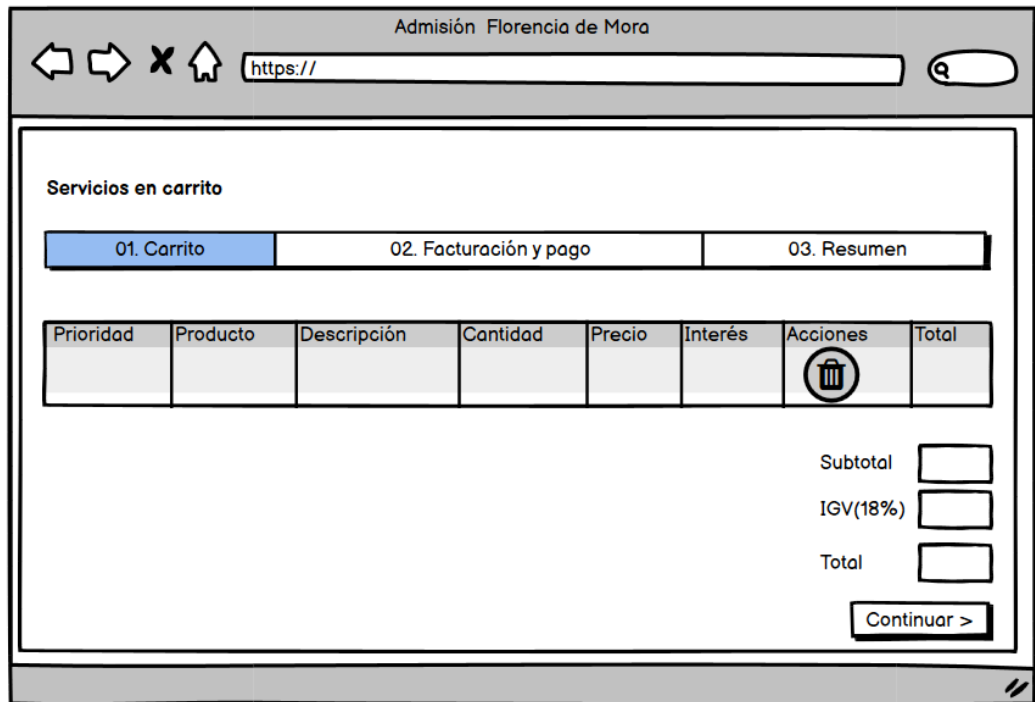 Admisión Florencia de Mora
https://
Servicios en carrito
01. Carrito 02. Facturación y pago 03. Resumen
Prioridad Producto Descripción Cantidad Precio Interés Acciones Total
Subtotal
IGV(18%)
Total
Continuar >